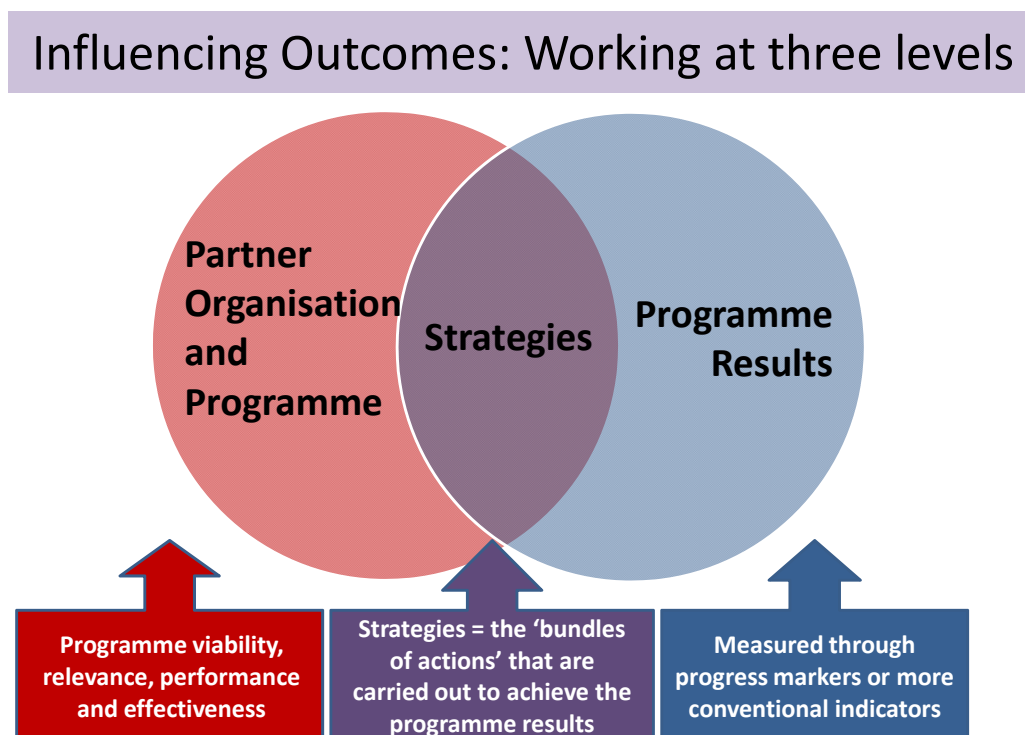 Influencing Outcomes: Working at three levels
Partner
Organisation
and
Programme
Strategies
Programme
Results
Programme viability,
relevance, performance
and effectiveness
Strategies = the ‘bundles
of actions’ that are
carried out to achieve the
programme results
Measured through
progress markers or more
conventional indicators